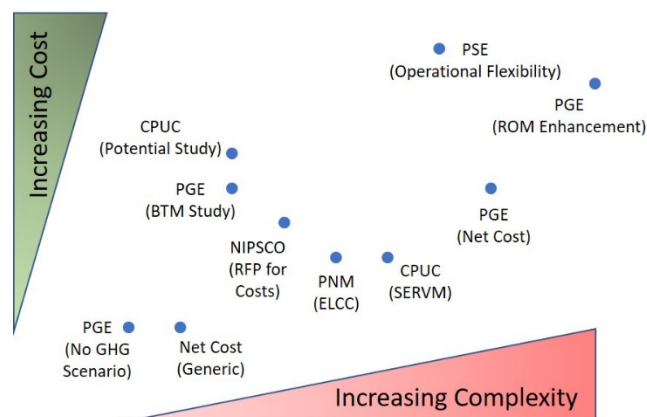 Increasing Cost
PSE
(Operational Flexibility)
PGE
(ROM Enhancement)
CPUC
(Potential Study)
PGE
(BTM Study)
PGE
(Net Cost)
NIPSCO
(RFP for
Costs)
PNM
(ELCC)
CPUC
(SERVM)
PGE
(No GHG
Scenario)
Net Cost
(Generic)
Increasing Complexity